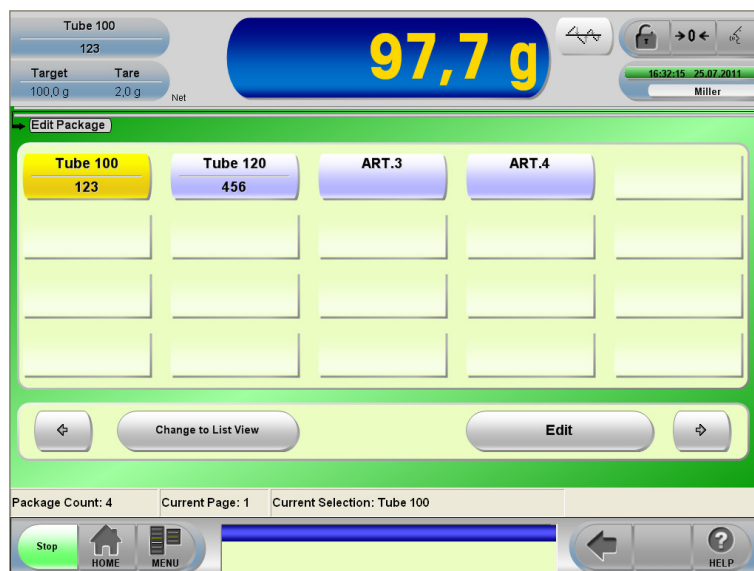 Tube 100
123
Target Tare
100,0 g 2,0 g
Net
97,7 g
→0←
16:32:15 25.07.2011
Miller
Edit Package
Tube 100
123
Tube 120
456
ART.3
ART.4
Change to List View
Edit
Package Count: 4
Current Page: 1
Current Selection: Tube 100
Stop
HOME
MENU
HELP